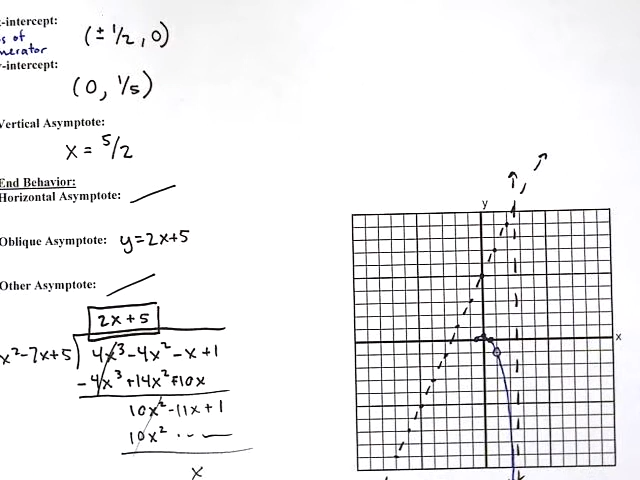 -intercept:
s of
nerator
(± 1/2, 0)
-intercept:
(0, 1/5)
Vertical Asymptote:
x = 5/2
End Behavior:
Horizontal Asymptote:
Oblique Asymptote: y=2x+5
Other Asymptote:
2x+5
x²-7x+5) 4x³-4x²-x+1
-4x³+14x²+10x
10x²-11x+1
10x²
x
y
x